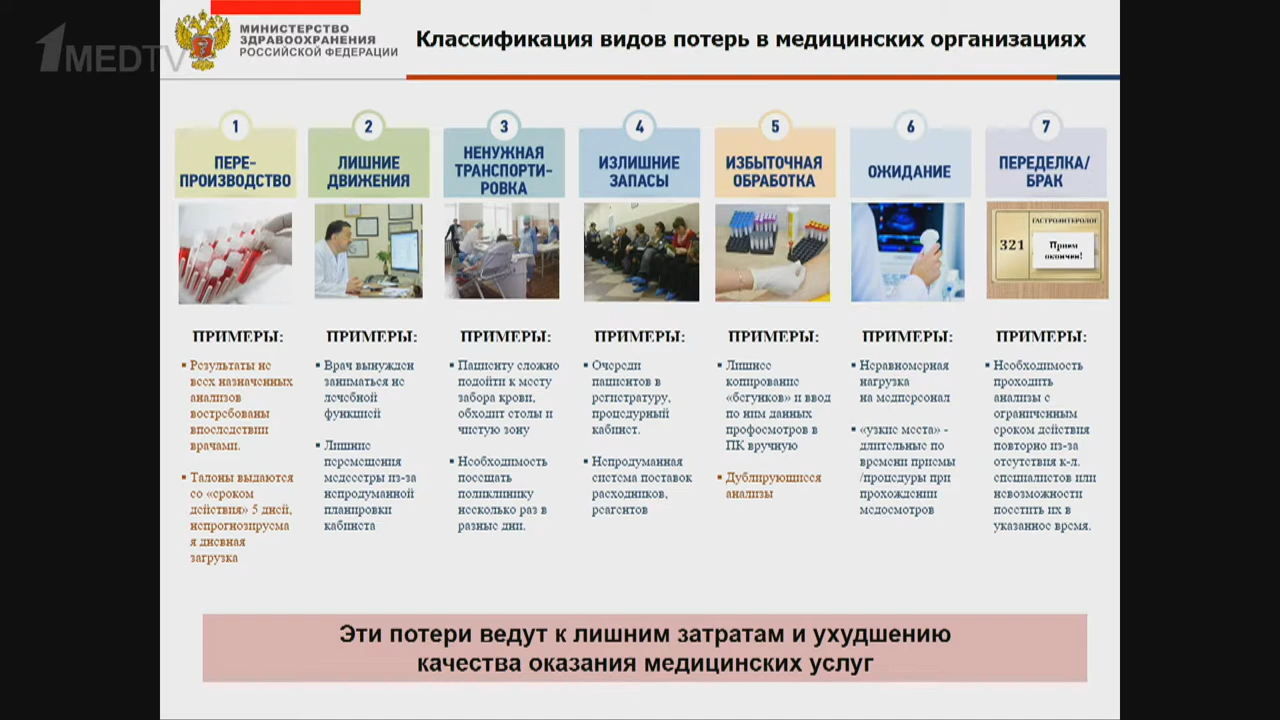 1MEDTV
МИНИСТЕРСТВО
ЗДРАВООХРАНЕНИЯ
РОССИЙСКОЙ ФЕДЕРАЦИИ
Классификация видов потерь в медицинских организациях
1
ПЕРЕ-
ПРОИЗВОДСТВО
ПРИМЕРЫ:
▪ Результаты не
всех назначенных
анализов
востребованы
впоследствии
врачами.
▪ Талоны выдаются
со «сроком
действия» 5 дней,
непрогнозируема
я дневная
загрузка
2
ЛИШНИЕ
ДВИЖЕНИЯ
ПРИМЕРЫ:
▪ Врач вынужден
заниматься не
лечебной
функцией
▪ Лишние
перемещения
медсестры из-за
непродуманной
планировки
кабинета
3
НЕНУЖНАЯ
ТРАНСПОРТИ-
РОВКА
ПРИМЕРЫ:
▪ Пациенту сложно
подойти к месту
забора крови,
обходит столы и
чистую зону
▪ Необходимость
посещать
поликлинику
несколько раз в
разные дни.
4
ИЗЛИШНИЕ
ЗАПАСЫ
ПРИМЕРЫ:
▪ Очереди
пациентов в
регистратуру,
процедурный
кабинет.
▪ Непродуманная
система поставок
расходников,
реагентов
5
ИЗБЫТОЧНАЯ
ОБРАБОТКА
ПРИМЕРЫ:
▪ Лишнее
копирование
«бегунков» и ввод
по ним данных
профосмотров в
ПК вручную
▪ Дублирующиеся
анализы
6
ОЖИДАНИЕ
ПРИМЕРЫ:
▪ Неравномерная
нагрузка
на медперсонал
▪ «узкие места» -
длительные по
времени приемы
/процедуры при
прохождении
медосмотров
7
ПЕРЕДЕЛКА/
БРАК
ГАСТРОЭНТЕРОЛОГ
321
Прием
окончен!
ПРИМЕРЫ:
▪ Необходимость
проходить
анализы с
ограниченным
сроком действия
повторно из-за
отсутствия к-л.
специалистов или
невозможности
посетить их в
указанное время.
Эти потери ведут к лишним затратам и ухудшению
качества оказания медицинских услуг